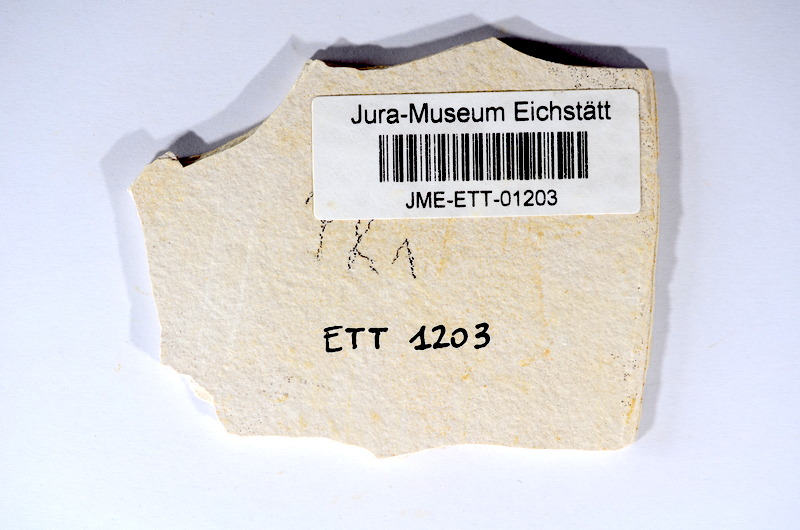 Jura-Museum Eichstätt
JME-ETT-01203
ETT 1203